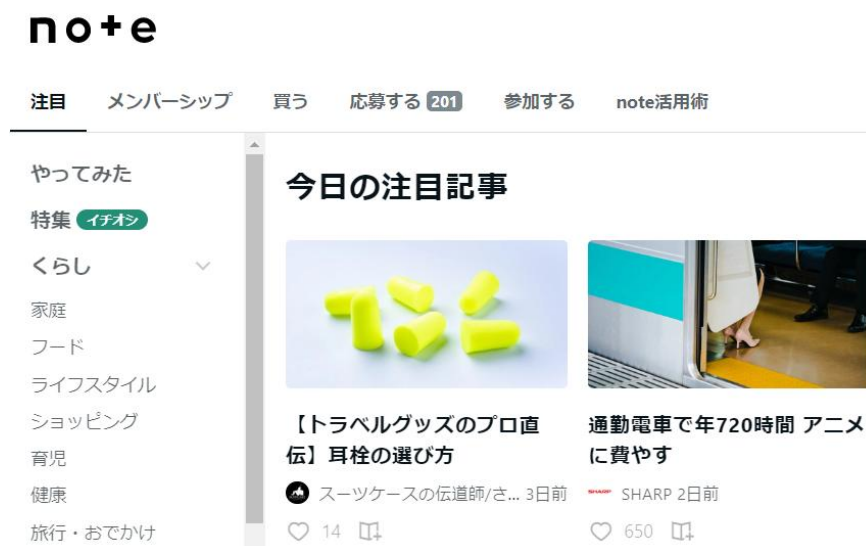 note
注目 メンバーシップ 買う 応募する 201 参加する note活用術
やってみた
特集 イチオシ
くらし
家庭
フード
ライフスタイル
ショッピング
育児
健康
旅行・おでかけ
今日の注目記事
【トラベルグッズのプロ直
伝】耳栓の選び方
スーツケースの伝道師/さ... 3日前
14
通勤電車で年720時間 アニメ
に費やす
SHARP SHARP 2日前
650